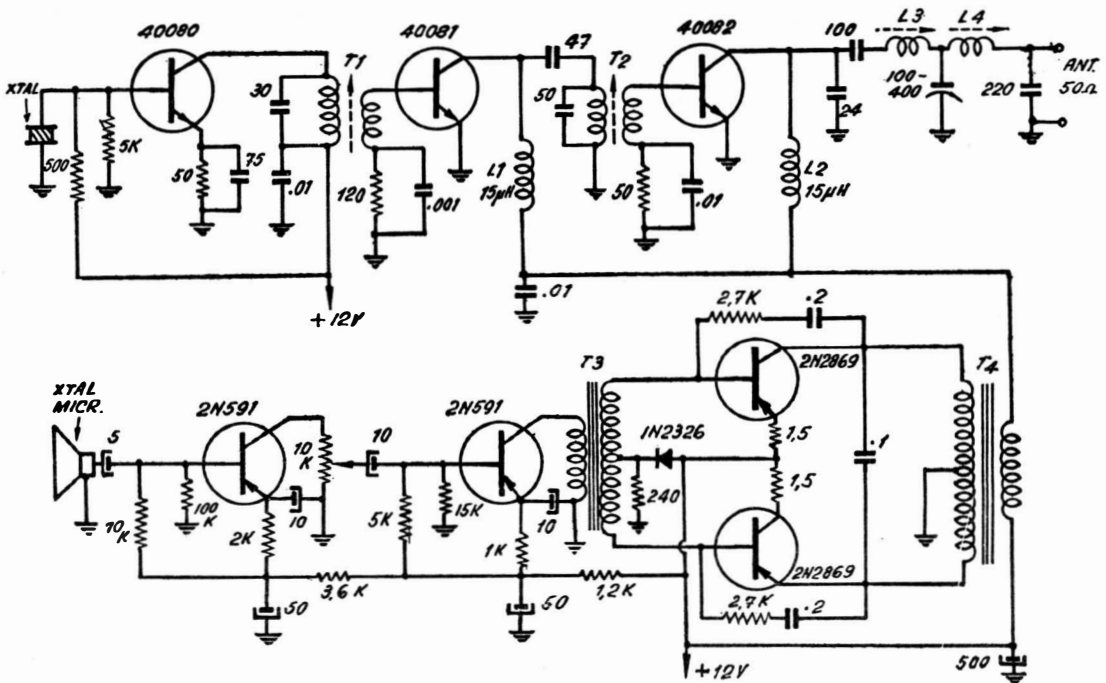 40080
40081
40082
XTAL
30
T1
47
T2
50
100
L3
L4
100-
400
220
ANT.
50Ω
24
500
5K
50
75
.01
120
.001
L1
15µH
50
.01
L2
15µH
.01
+12V
2,7K
.2
2N2869
T3
T4
XTAL
MICR.
5
2N591
10
K
10
2N591
1N2326
1,5
.1
1,5
240
10
K
100
K
2K
10
5K
15K
1K
10
3,6K
1,2K
50
50
2N2869
2,7K
.2
+12V
500